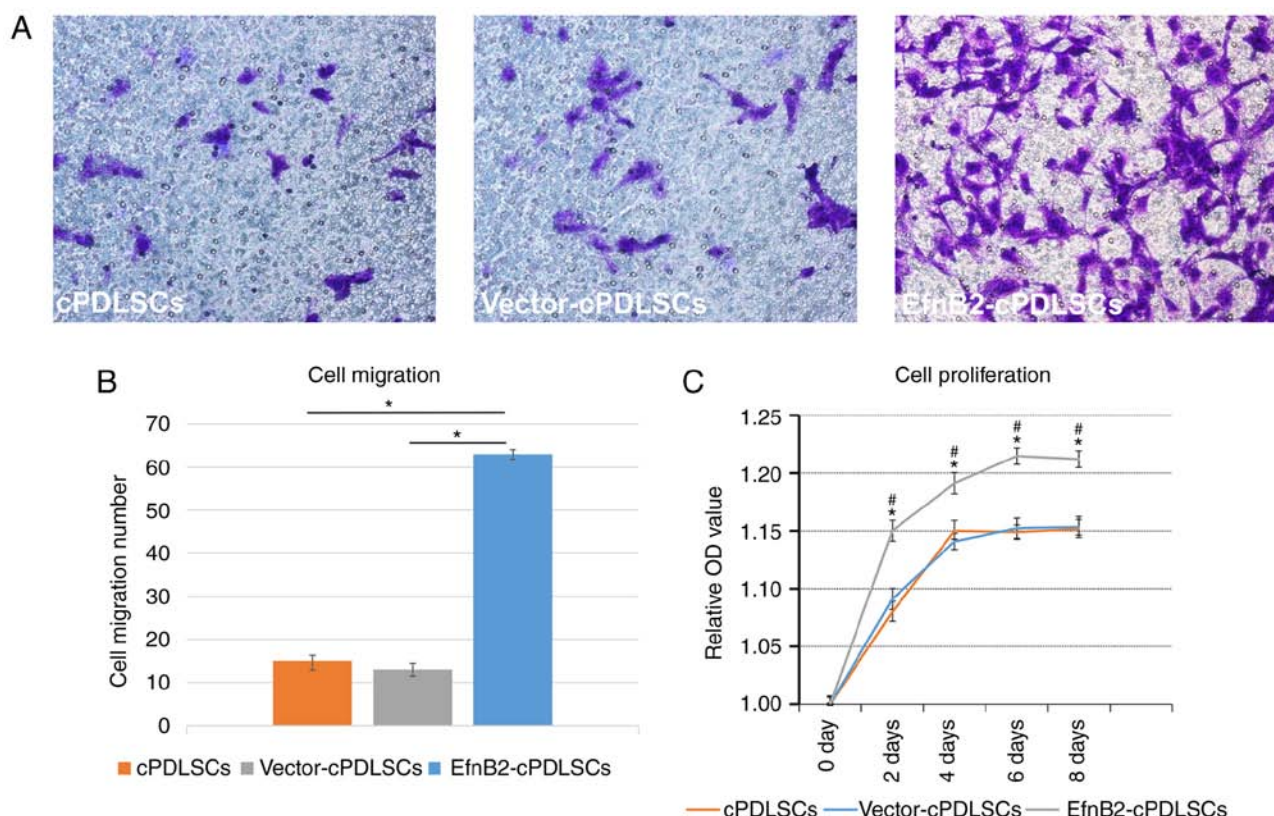 A
cPDLSCs
Vector-cPDLSCs
EfnB2-cPDLSCs
B
Cell migration
*
*
70
60
50
40
30
20
10
0
Cell migration number
cPDLSCs Vector-cPDLSCs EfnB2-cPDLSCs
C
Cell proliferation
1.25
1.20
1.15
1.10
1.05
1.00
Relative OD value
#
*
#
*
#
*
#
*
0 day
2 days
4 days
6 days
8 days
cPDLSCs Vector-cPDLSCs EfnB2-cPDLSCs